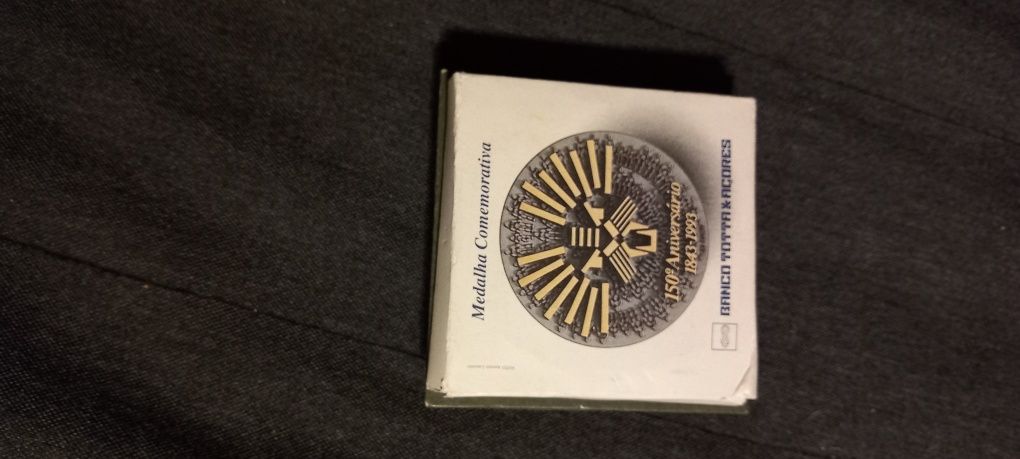 Medalha Comemorativa
150º Aniversário
1843-1993
BANCO TOTTA & AÇORES